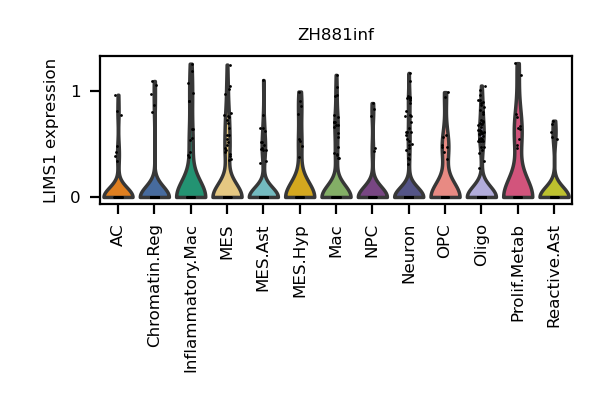 ZH881inf
LIMS1 expression
1
0
AC
Chromatin.Reg
Inflammatory.Mac
MES
MES.Ast
MES.Hyp
Mac
NPC
Neuron
OPC
Oligo
Prolif.Metab
Reactive.Ast